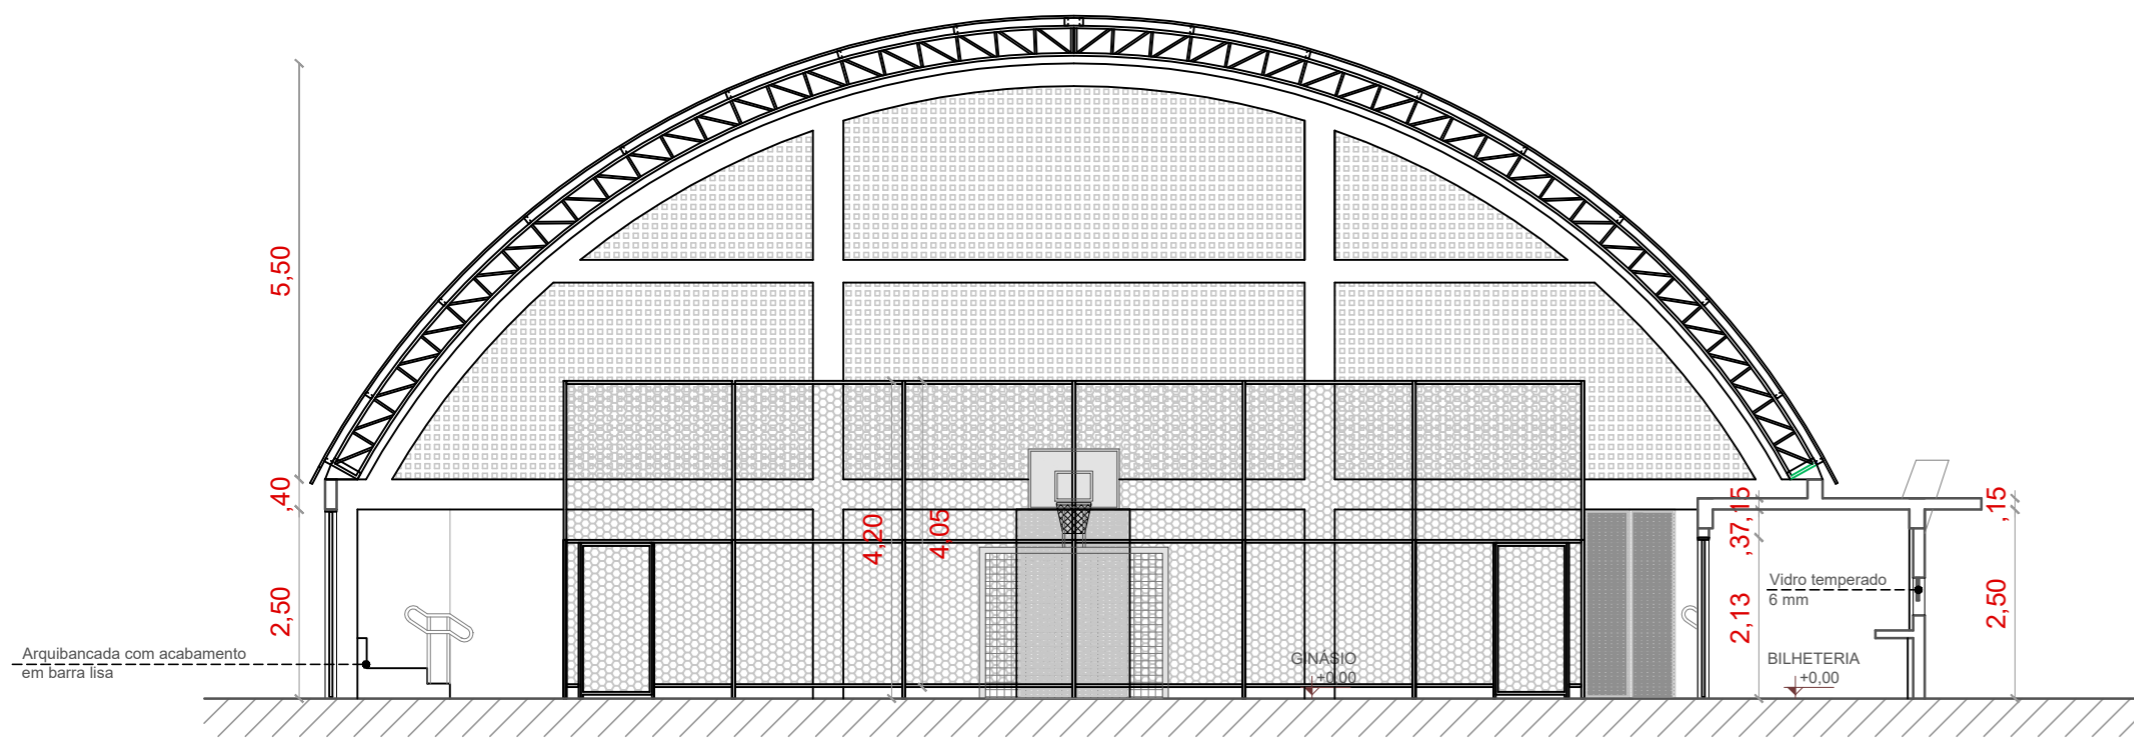 5,50
,40
2,50
Arquibancada com acabamento
em barra lisa
4,20
4,05
GINÁSIO
+0,00
,15
,37
2,13
Vidro temperado
6 mm
BILHETERIA
+0,00
,15
2,50